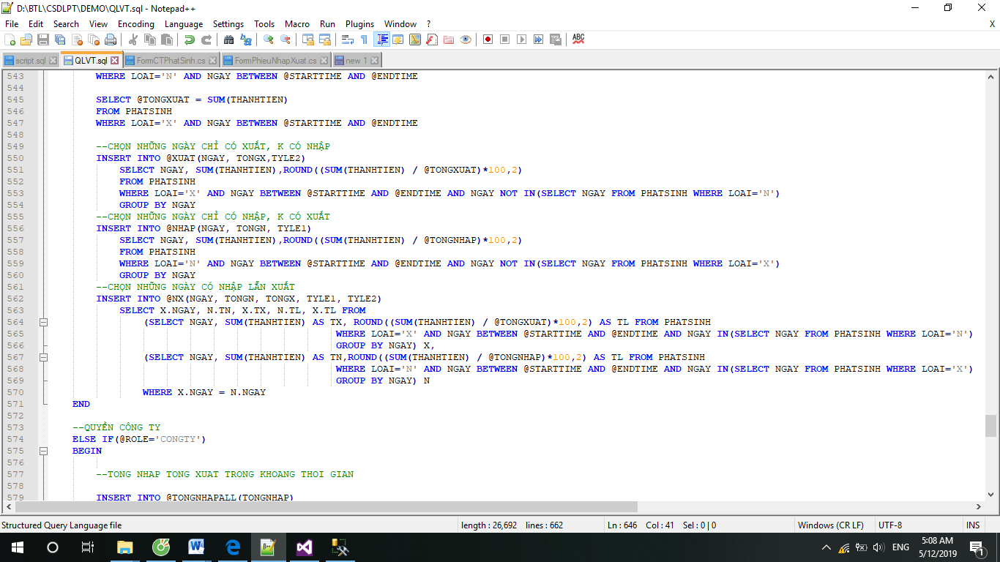 D:\BTL\CSDLPT\DEMO\QLVT.sql - Notepad++
File Edit Search View Encoding Language Settings Tools Macro Run Plugins Window ? X
script.sql QLVT.sql FormCTPhatSinh.cs FormPhieuNhapXuat.cs new 1
543 WHERE LOAI='N' AND NGAY BETWEEN @STARTTIME AND @ENDTIME
544
545 SELECT @TONGXUAT = SUM(THANHTIEN)
546 FROM PHATSINH
547 WHERE LOAI='X' AND NGAY BETWEEN @STARTTIME AND @ENDTIME
548
549 --CHỌN NHỮNG NGÀY CHỈ CÓ XUẤT, K CÓ NHẬP
550 INSERT INTO @XUAT(NGAY, TONGX,TYLE2)
551 SELECT NGAY, SUM(THANHTIEN),ROUND((SUM(THANHTIEN) / @TONGXUAT)*100,2)
552 FROM PHATSINH
553 WHERE LOAI='X' AND NGAY BETWEEN @STARTTIME AND @ENDTIME AND NGAY NOT IN(SELECT NGAY FROM PHATSINH WHERE LOAI='N')
554 GROUP BY NGAY
555 --CHỌN NHỮNG NGÀY CHỈ CÓ NHẬP, K CÓ XUẤT
556 INSERT INTO @NHAP(NGAY, TONGN, TYLE1)
557 SELECT NGAY, SUM(THANHTIEN),ROUND((SUM(THANHTIEN) / @TONGNHAP)*100,2)
558 FROM PHATSINH
559 WHERE LOAI='N' AND NGAY BETWEEN @STARTTIME AND @ENDTIME AND NGAY NOT IN(SELECT NGAY FROM PHATSINH WHERE LOAI='X')
560 GROUP BY NGAY
561 --CHỌN NHỮNG NGÀY CÓ NHẬP LẪN XUẤT
562 INSERT INTO @NX(NGAY, TONGN, TONGX, TYLE1, TYLE2)
563 SELECT X.NGAY, N.TN, X.TX, N.TL, X.TL FROM
564 (SELECT NGAY, SUM(THANHTIEN) AS TX, ROUND((SUM(THANHTIEN) / @TONGXUAT)*100,2) AS TL FROM PHATSINH
565 WHERE LOAI='X' AND NGAY BETWEEN @STARTTIME AND @ENDTIME AND NGAY IN(SELECT NGAY FROM PHATSINH WHERE LOAI='N')
566 GROUP BY NGAY) X,
567 (SELECT NGAY, SUM(THANHTIEN) AS TN,ROUND((SUM(THANHTIEN) / @TONGNHAP)*100,2) AS TL FROM PHATSINH
568 WHERE LOAI='N' AND NGAY BETWEEN @STARTTIME AND @ENDTIME AND NGAY IN(SELECT NGAY FROM PHATSINH WHERE LOAI='X')
569 GROUP BY NGAY) N
570 WHERE X.NGAY = N.NGAY
571 END
572
573 --QUYỀN CÔNG TY
574 ELSE IF(@ROLE='CONGTY')
575 BEGIN
576
577 --TONG NHAP TONG XUAT TRONG KHOANG THOI GIAN
578
579 INSERT INTO @TONGNHAPALL(TONGNHAP)
Structured Query Language file length : 26,692 lines : 662 Ln : 646 Col : 41 Sel : 0 | 0 Windows (CR LF) UTF-8 INS
ENG
5:08 AM
5/12/2019
1